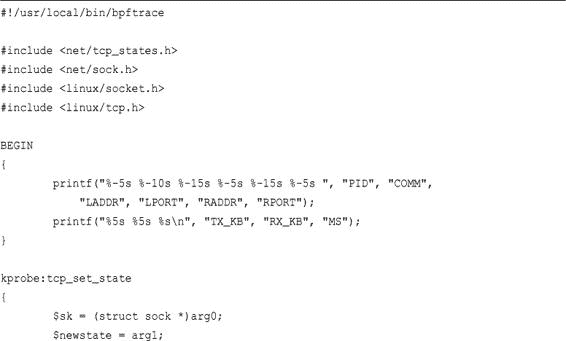 #!/usr/local/bin/bpftrace

#include <net/tcp_states.h>
#include <net/sock.h>
#include <linux/socket.h>
#include <linux/tcp.h>

BEGIN
{
        printf("%-5s %-10s %-15s %-5s %-15s %-5s ", "PID", "COMM",
            "LADDR", "LPORT", "RADDR", "RPORT");
        printf("%5s %5s %s\n", "TX_KB", "RX_KB", "MS");
}

kprobe:tcp_set_state
{
        $sk = (struct sock *)arg0;
        $newstate = arg1;